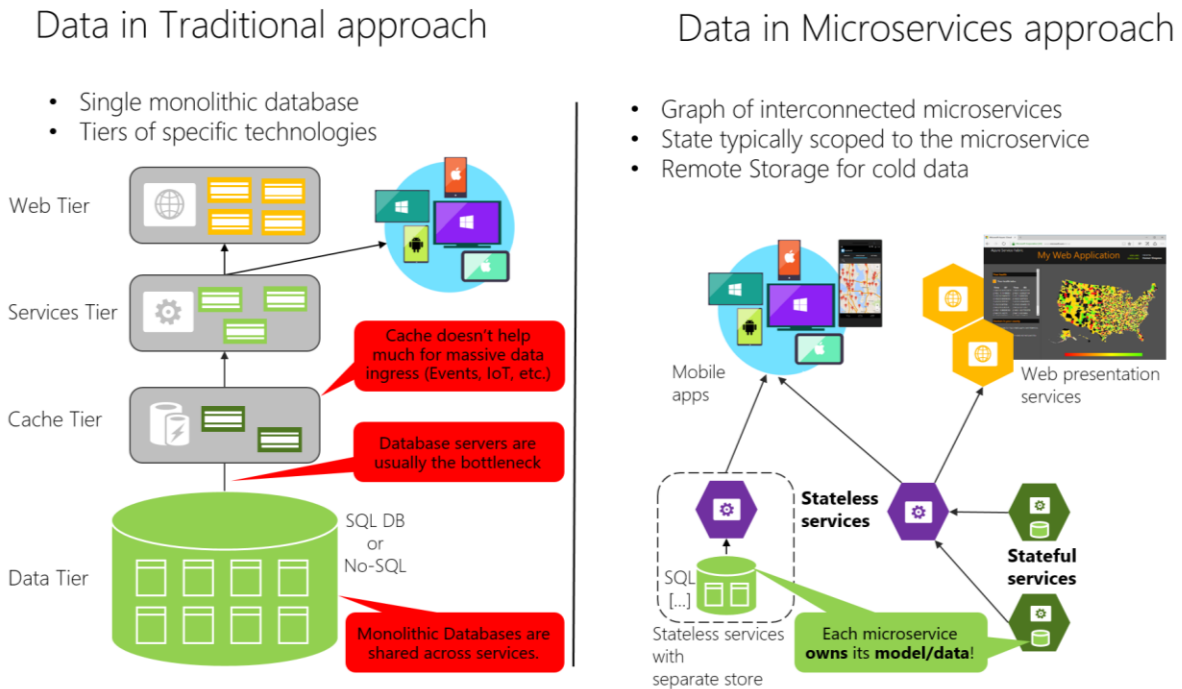 Data in Traditional approach
• Single monolithic database
• Tiers of specific technologies
Web Tier
Services Tier
Cache doesn't help
much for massive data
ingress (Events, IoT, etc.)
Cache Tier
Database servers are
usually the bottleneck
SQL DB
or
No-SQL
Data Tier
Monolithic Databases are
shared across services.
Data in Microservices approach
• Graph of interconnected microservices
• State typically scoped to the microservice
• Remote Storage for cold data
My Web Application
Mobile
apps
Web presentation
services
Stateless
services
Stateful
services
SQL
[...]
Stateless services
with
separate store
Each microservice
owns its model/data!